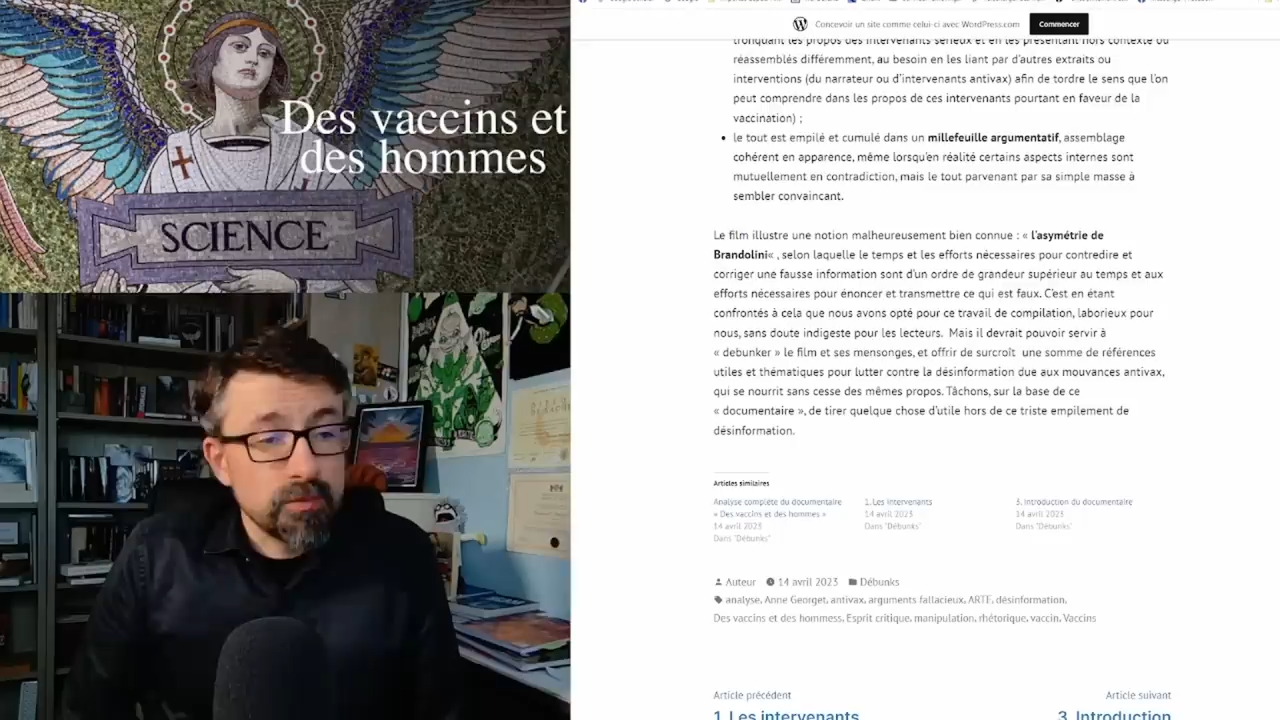 Des vaccins et
des hommes
SCIENCE
Concevoir un site comme celui-ci avec WordPress.com
Commencer
tronquant les propos des intervenants sérieux et en les présentant hors contexte ou
réassemblés différemment, au besoin en les liant par d'autres extraits ou
interventions (du narrateur ou d'intervenants antivax) afin de tordre le sens que l'on
peut comprendre dans les propos de ces intervenants pourtant en faveur de la
vaccination) ;
le tout est empilé et cumulé dans un millefeuille argumentatif, assemblage
cohérent en apparence, même lorsqu'en réalité certains aspects internes sont
mutuellement en contradiction, mais le tout parvenant par sa simple masse à
sembler convaincant.
Le film illustre une notion malheureusement bien connue : « l'asymétrie de
Brandolini« , selon laquelle le temps et les efforts nécessaires pour contredire et
corriger une fausse information sont d'un ordre de grandeur supérieur au temps et aux
efforts nécessaires pour énoncer et transmettre ce qui est faux. C'est en étant
confrontés à cela que nous avons opté pour ce travail de compilation, laborieux pour
nous, sans doute indigeste pour les lecteurs. Mais il devrait pouvoir servir à
« debunker » le film et ses mensonges, et offrir de surcroît une somme de références
utiles et thématiques pour lutter contre la désinformation due aux mouvances antivax,
qui se nourrit sans cesse des mêmes propos. Tâchons, sur la base de ce
« documentaire », de tirer quelque chose d'utile hors de ce triste empilement de
désinformation.
Articles similaires
Analyse complète du documentaire
« Des vaccins et des hommes »
14 avril 2023
Dans "Débunks"
1. Les intervenants
14 avril 2023
Dans "Débunks"
3. Introduction du documentaire
14 avril 2023
Dans "Débunks"
Auteur 14 avril 2023 Débunks
analyse, Anne Georget, antivax, arguments fallacieux, ARTE, désinformation,
Des vaccins et des hommess, Esprit critique, manipulation, rhétorique, vaccin, Vaccins
Article précédent
1. Les intervenants
Article suivant
3. Introduction